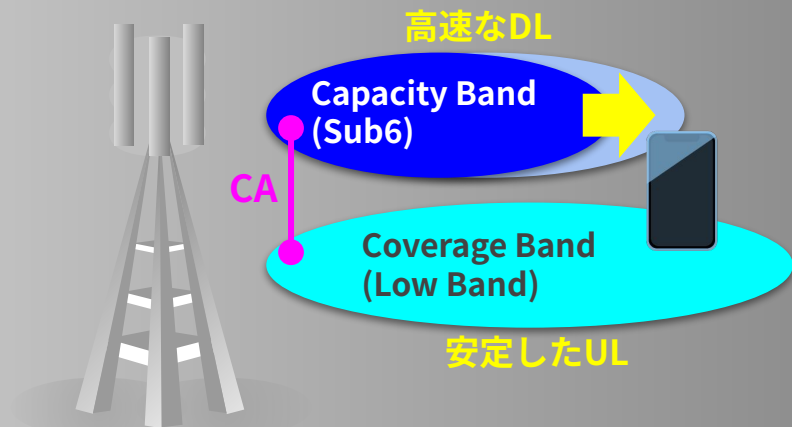 高速なDL
Capacity Band
(Sub6)
CA
Coverage Band
(Low Band)
安定したUL